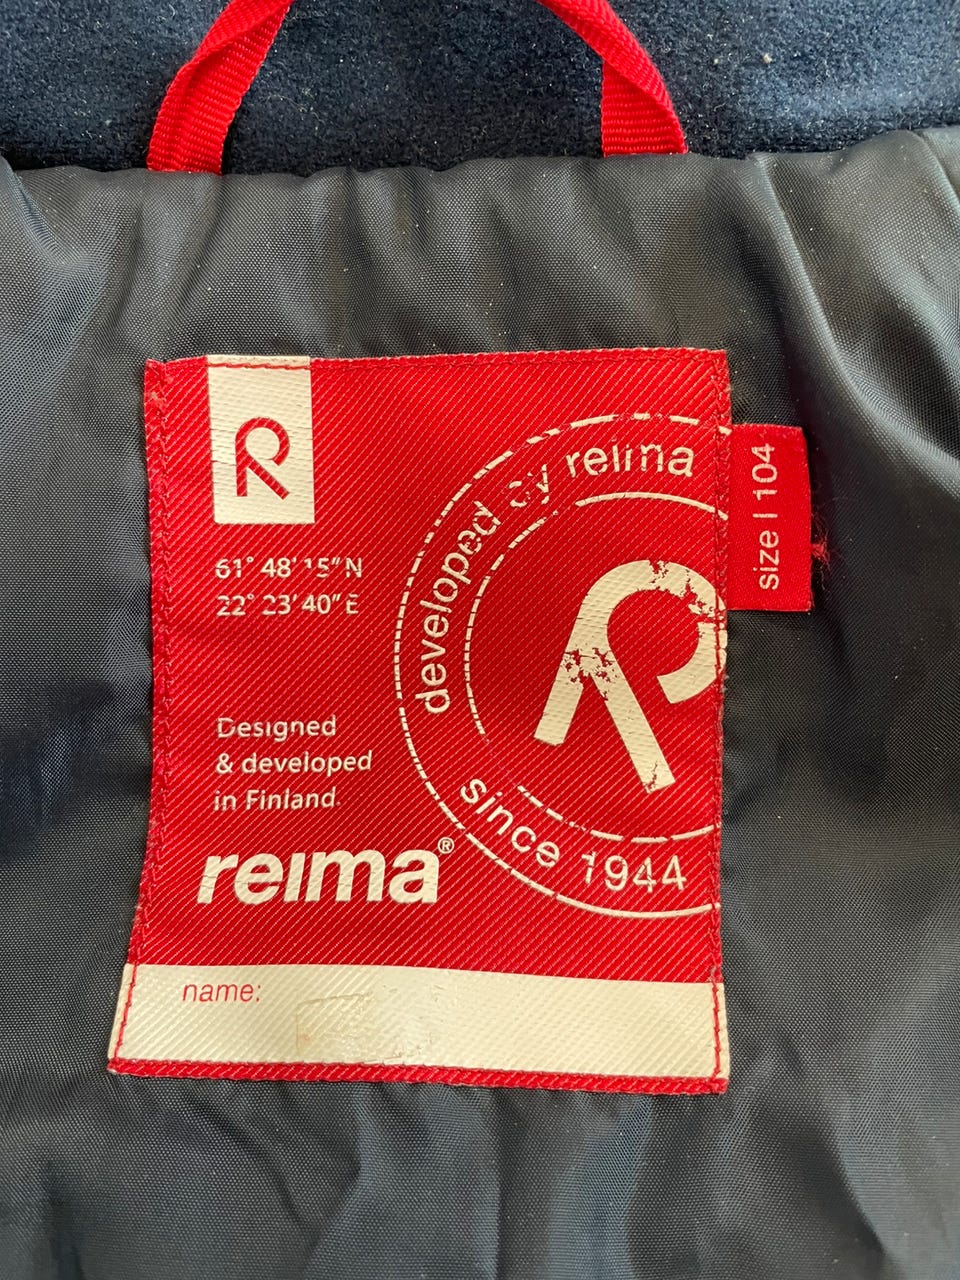 61° 48' 15" N
22° 23' 40" E
Designed
& developed
in Finland.
reima®
developed by reima
since 1944
size | 104
name: